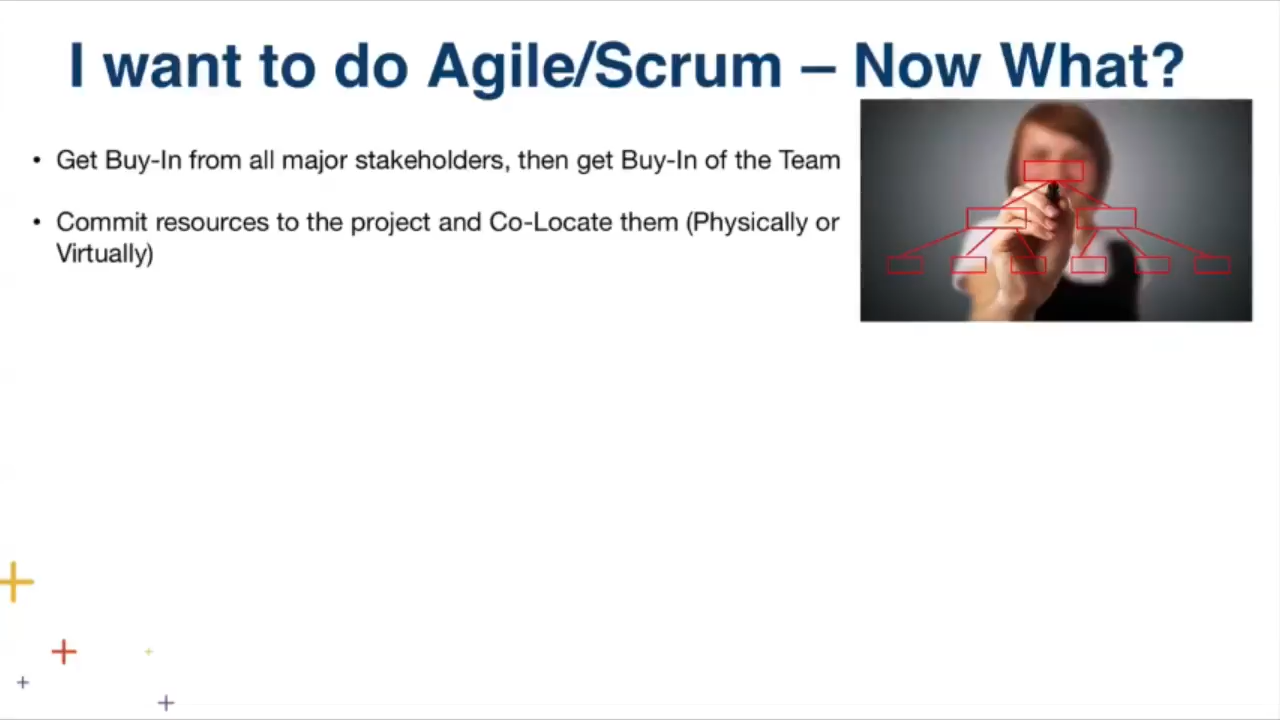 I want to do Agile/Scrum – Now What?
• Get Buy-In from all major stakeholders, then get Buy-In of the Team
• Commit resources to the project and Co-Locate them (Physically or
Virtually)